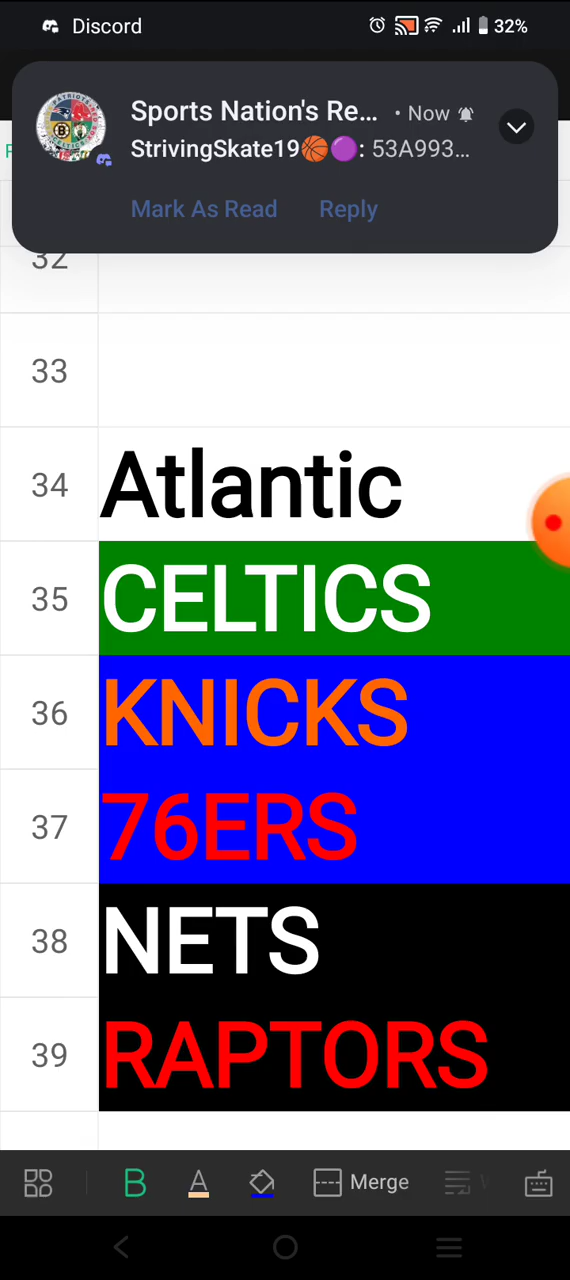 Discord
32%
Sports Nation's Re... • Now
StrivingSkate19🏀🟣: 53A993...
Mark As Read Reply
32
33
34 Atlantic
35 CELTICS
36 KNICKS
37 76ERS
38 NETS
39 RAPTORS
B A Merge